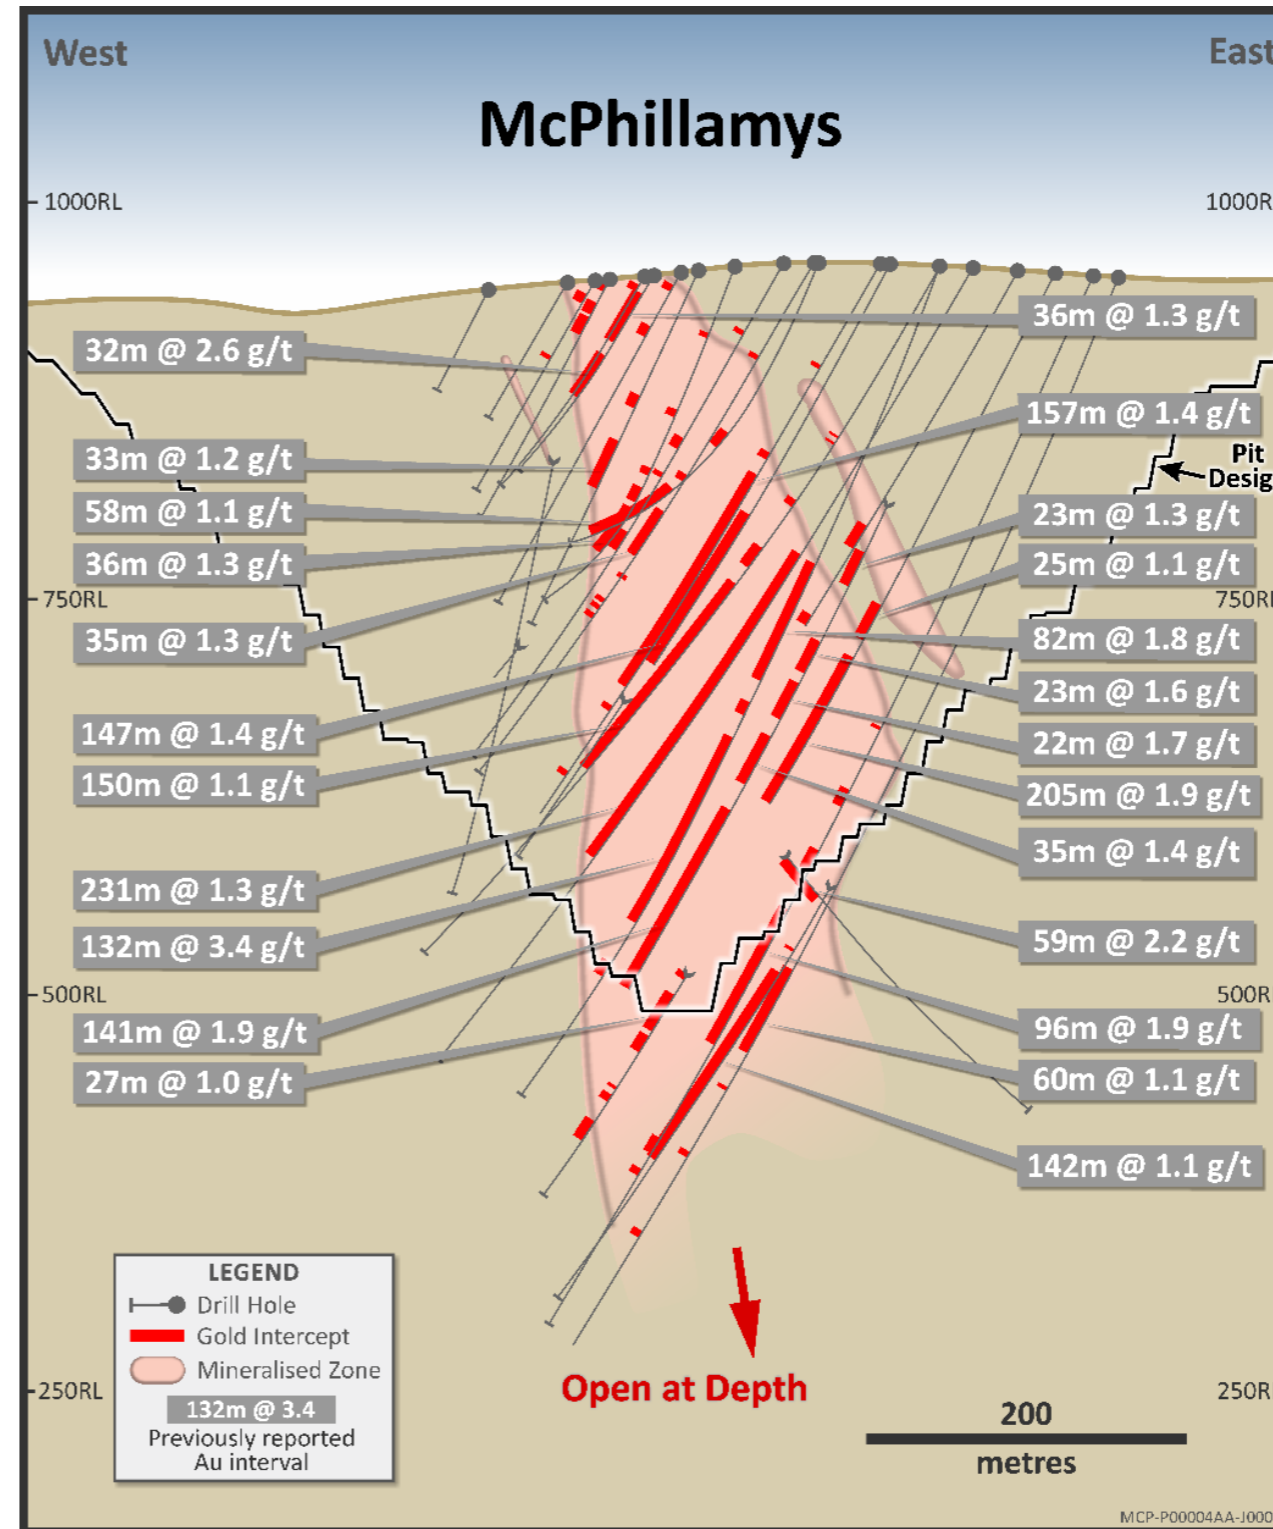 West
East
McPhillamys
1000RL
1000R
36m @ 1.3 g/t
32m @ 2.6 g/t
157m @ 1.4 g/t
33m @ 1.2 g/t
Pit
Desig
58m @ 1.1 g/t
23m @ 1.3 g/t
36m @ 1.3 g/t
25m @ 1.1 g/t
750RL
750RL
35m @ 1.3 g/t
82m @ 1.8 g/t
23m @ 1.6 g/t
147m @ 1.4 g/t
22m @ 1.7 g/t
150m @ 1.1 g/t
205m @ 1.9 g/t
35m @ 1.4 g/t
231m @ 1.3 g/t
132m @ 3.4 g/t
59m @ 2.2 g/t
500RL
500R
141m @ 1.9 g/t
96m @ 1.9 g/t
27m @ 1.0 g/t
60m @ 1.1 g/t
142m @ 1.1 g/t
LEGEND
Drill Hole
Gold Intercept
Mineralised Zone
132m @ 3.4
Previously reported
Au interval
Open at Depth
250RL
250R
200
metres
MCP-P00004AA-J000